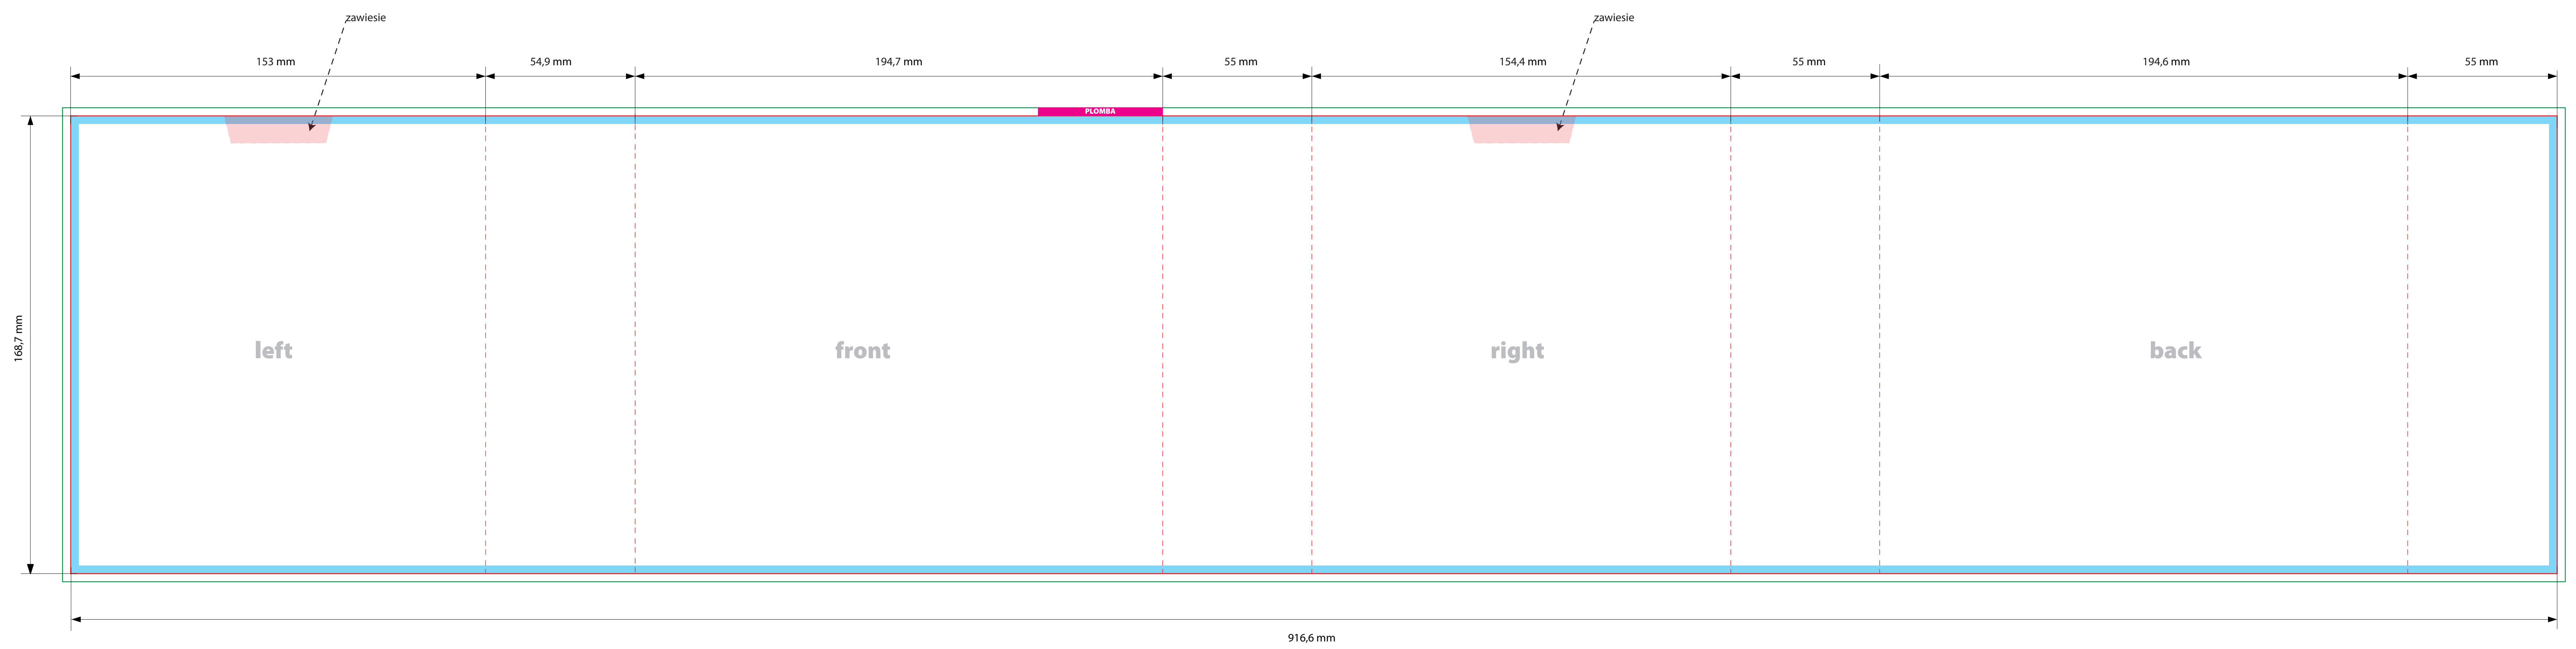 zawiesie
zawiesie
153 mm
54,9 mm
194,7 mm
55 mm
154,4 mm
55 mm
194,6 mm
55 mm
PLOMBA
168,7 mm
left
front
right
back
916,6 mm